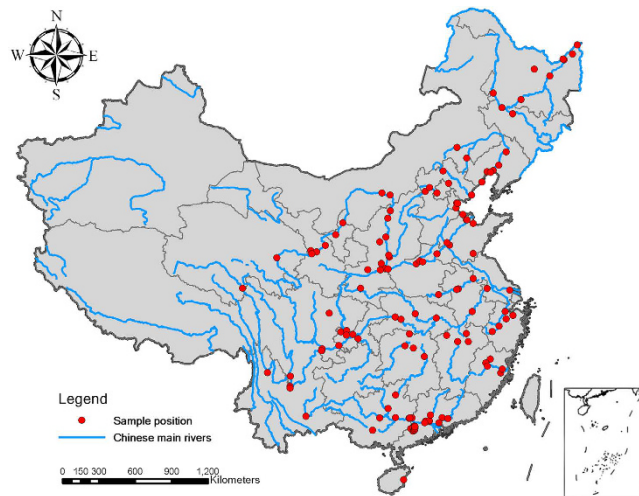 N
W E
S
Legend
Sample position
Chinese main rivers
0 150 300 600 900 1,200
Kilometers